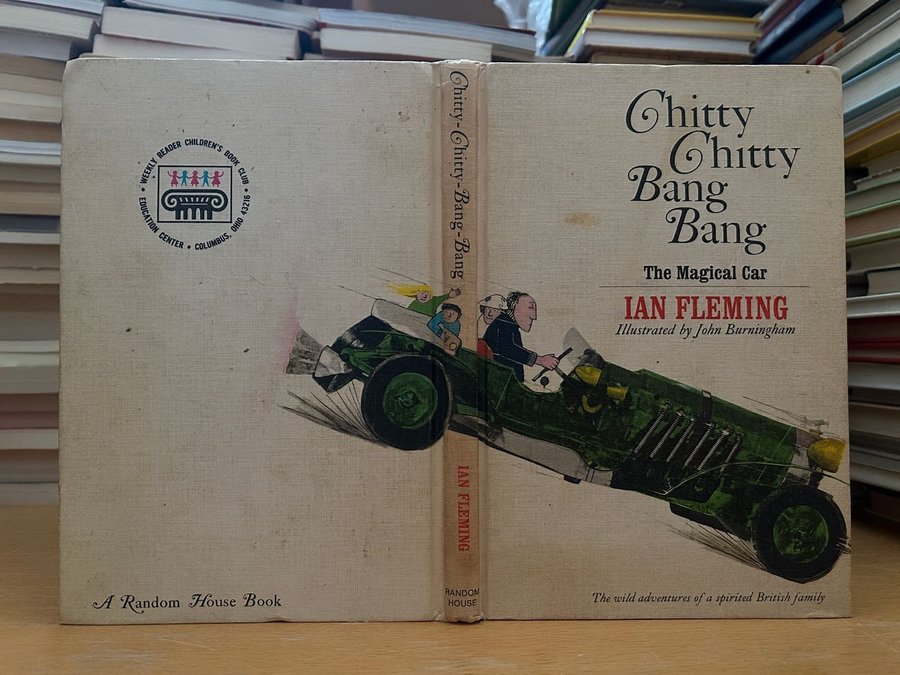 WEEKLY READER CHILDREN'S BOOK CLUB •
EDUCATION CENTER • COLUMBUS, OHIO 43216 •
A Random House Book
Chitty-Chitty-Bang-Bang
IAN FLEMING
RANDOM
HOUSE
Chitty
Chitty
Bang
Bang
The Magical Car
IAN FLEMING
Illustrated by John Burningham
The wild adventures of a spirited British family